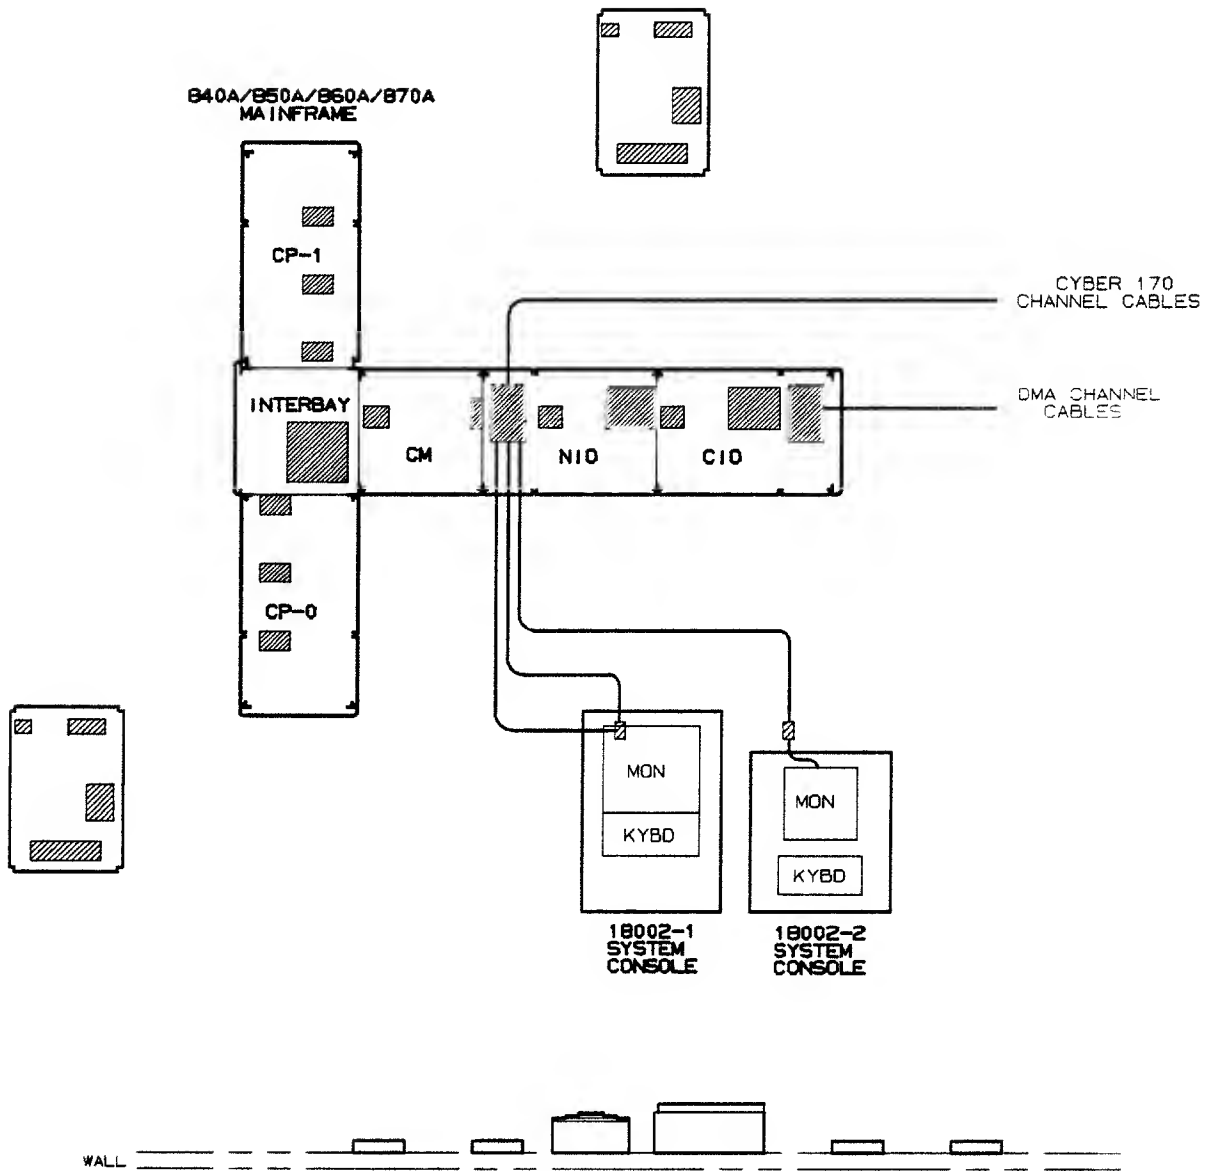 840A/850A/860A/870A
MAINFRAME
CP-1
CYBER 170
CHANNEL CABLES
INTERBAY
DMA CHANNEL
CABLES
CM
NIO
CIO
CP-0
MON
KYBD
MON
KYBD
18002-1
SYSTEM
CONSOLE
18002-2
SYSTEM
CONSOLE
WALL